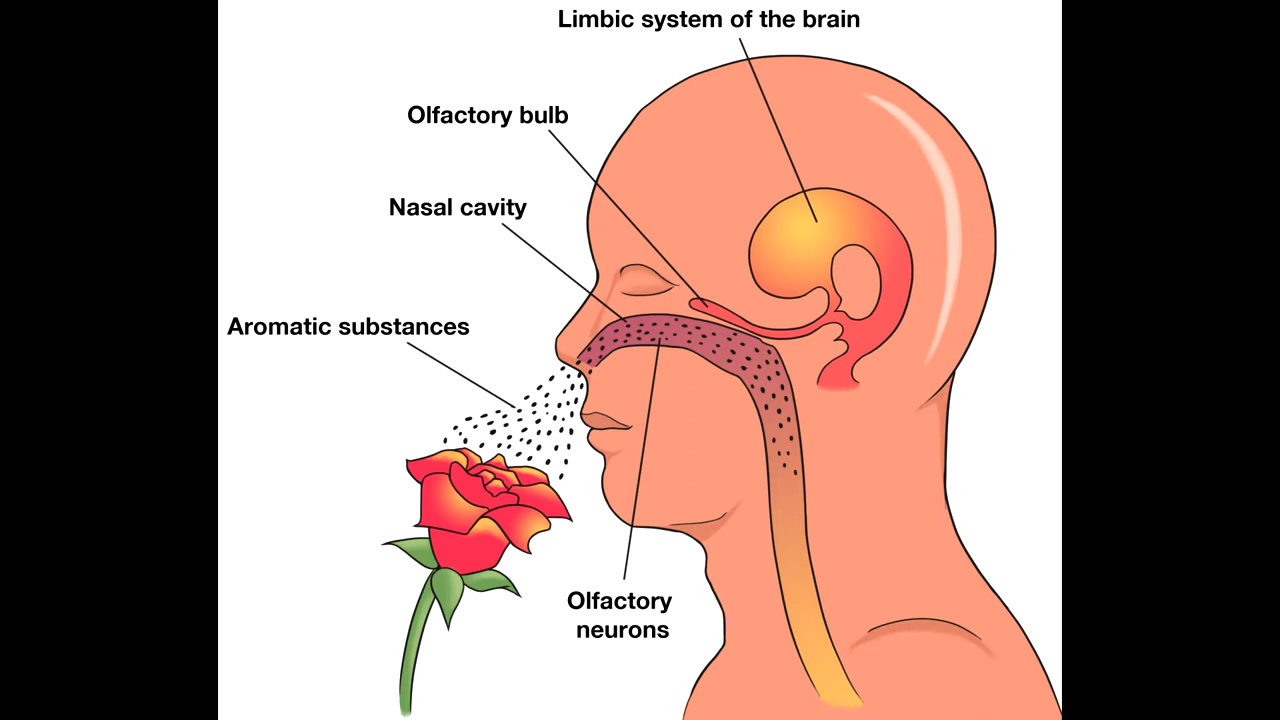 Limbic system of the brain
Olfactory bulb
Nasal cavity
Aromatic substances
Olfactory
neurons